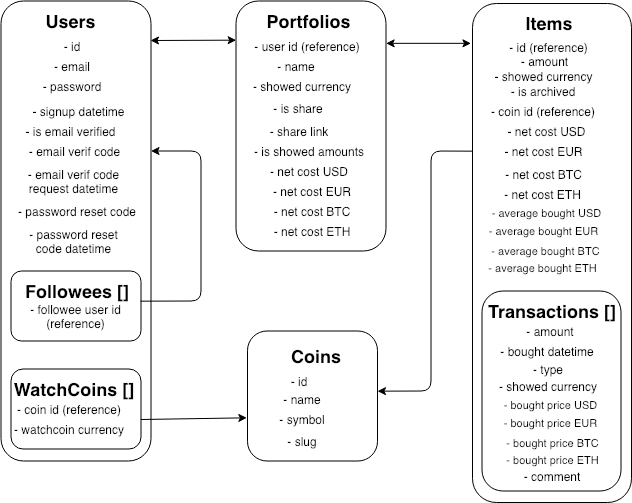 Users
- id
- email
- password
- signup datetime
- is email verified
- email verif code
- email verif code
request datetime
- password reset code
- password reset
code datetime
Followees []
- followee user id
(reference)
WatchCoins []
- coin id (reference)
- watchcoin currency
Portfolios
- user id (reference)
- name
- showed currency
- is share
- share link
- is showed amounts
- net cost USD
- net cost EUR
- net cost BTC
- net cost ETH
Coins
- id
- name
- symbol
- slug
Items
- id (reference)
- amount
- showed currency
- is archived
- coin id (reference)
- net cost USD
- net cost EUR
- net cost BTC
- net cost ETH
- average bought USD
- average bought EUR
- average bought BTC
- average bought ETH
Transactions []
- amount
- bought datetime
- type
- showed currency
- bought price USD
- bought price EUR
- bought price BTC
- bought price ETH
- comment